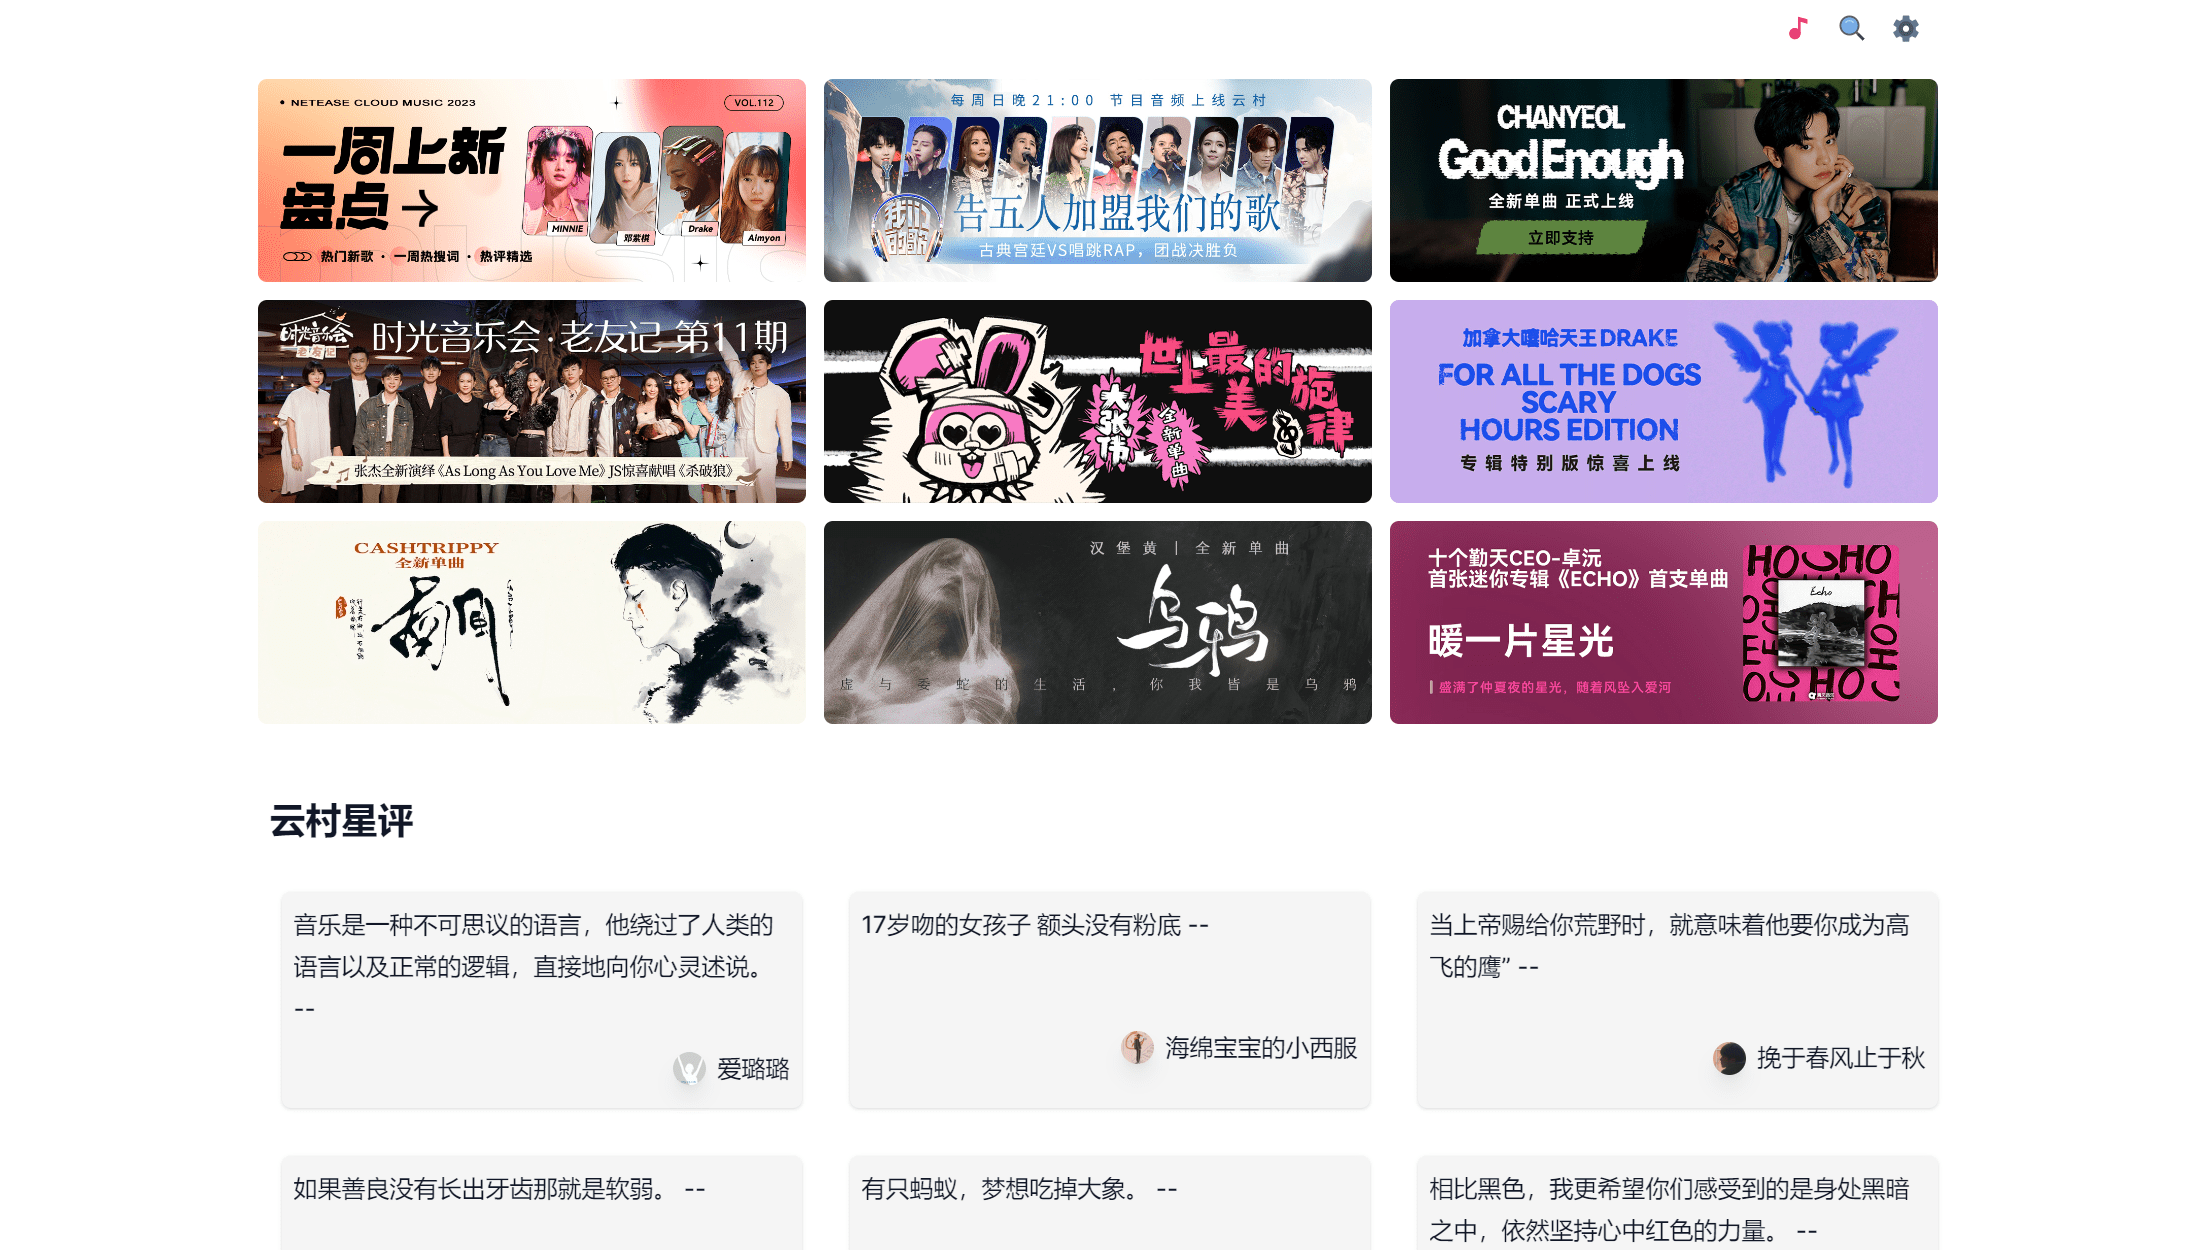 • NETEASE CLOUD MUSIC 2023
VOL.112
一周上新
盘点→
MINNIE
邓紫棋
Drake
Aimyon
热门新歌 · 一周热搜词 · 热评精选
每周日晚21:00 节目音频上线云村
我们的歌
告五人加盟我们的歌
古典宫廷VS唱跳RAP，团战决胜负
CHANYEOL
Good Enough
全新单曲 正式上线
立即支持
时光音乐会
老友记
时光音乐会·老友记 第11期
张杰全新演绎《As Long As You Love Me》JS惊喜献唱《杀破狼》
世上最美的旋律
大张伟
全新单曲
加拿大嘻哈天王DRAKE
FOR ALL THE DOGS
SCARY
HOURS EDITION
专辑特别版惊喜上线
CASHTRIPPY
全新单曲
汉堡黄 | 全新单曲
乌鸦
虚与委蛇的生活，你我皆是乌鸦
十个勤天CEO-卓沅
首张迷你专辑《ECHO》首支单曲
暖一片星光
盛满了仲夏夜的星光，随着风坠入爱河
Echo
云村星评
音乐是一种不可思议的语言，他绕过了人类的
语言以及正常的逻辑，直接地向你心灵述说。
--
爱璐璐
17岁吻的女孩子 额头没有粉底 --
海绵宝宝的小西服
当上帝赐给你荒野时，就意味着他要你成为高
飞的鹰” --
挽于春风止于秋
如果善良没有长出牙齿那就是软弱。 --
有只蚂蚁，梦想吃掉大象。 --
相比黑色，我更希望你们感受到的是身处黑暗
之中，依然坚持心中红色的力量。 --